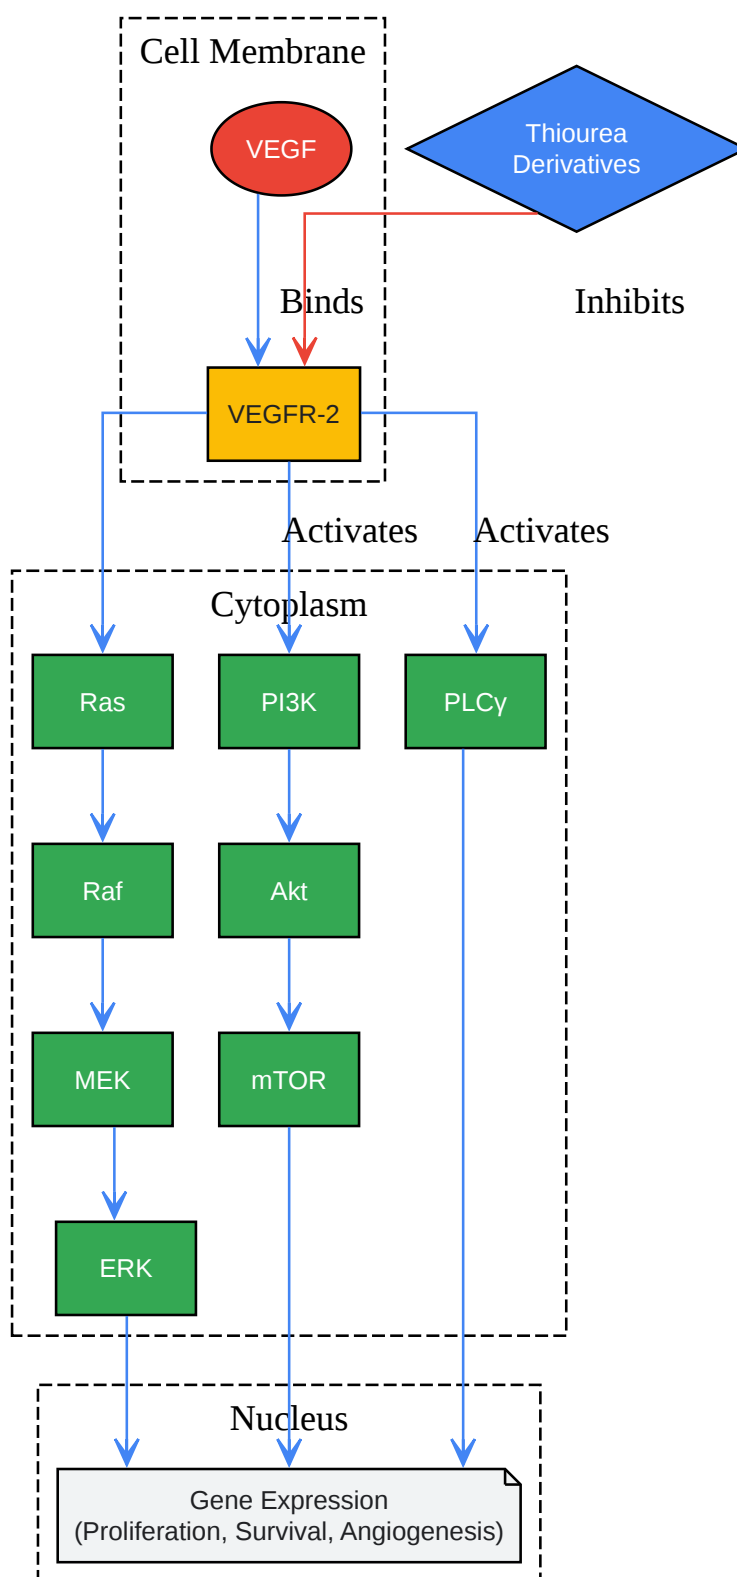 Cell Membrane
VEGF
Thiourea
Derivatives
Binds
Inhibits
VEGFR-2
Activates
Activates
Cytoplasm
Ras
PI3K
PLCγ
Raf
Akt
MEK
mTOR
ERK
Nucleus
Gene Expression
(Proliferation, Survival, Angiogenesis)